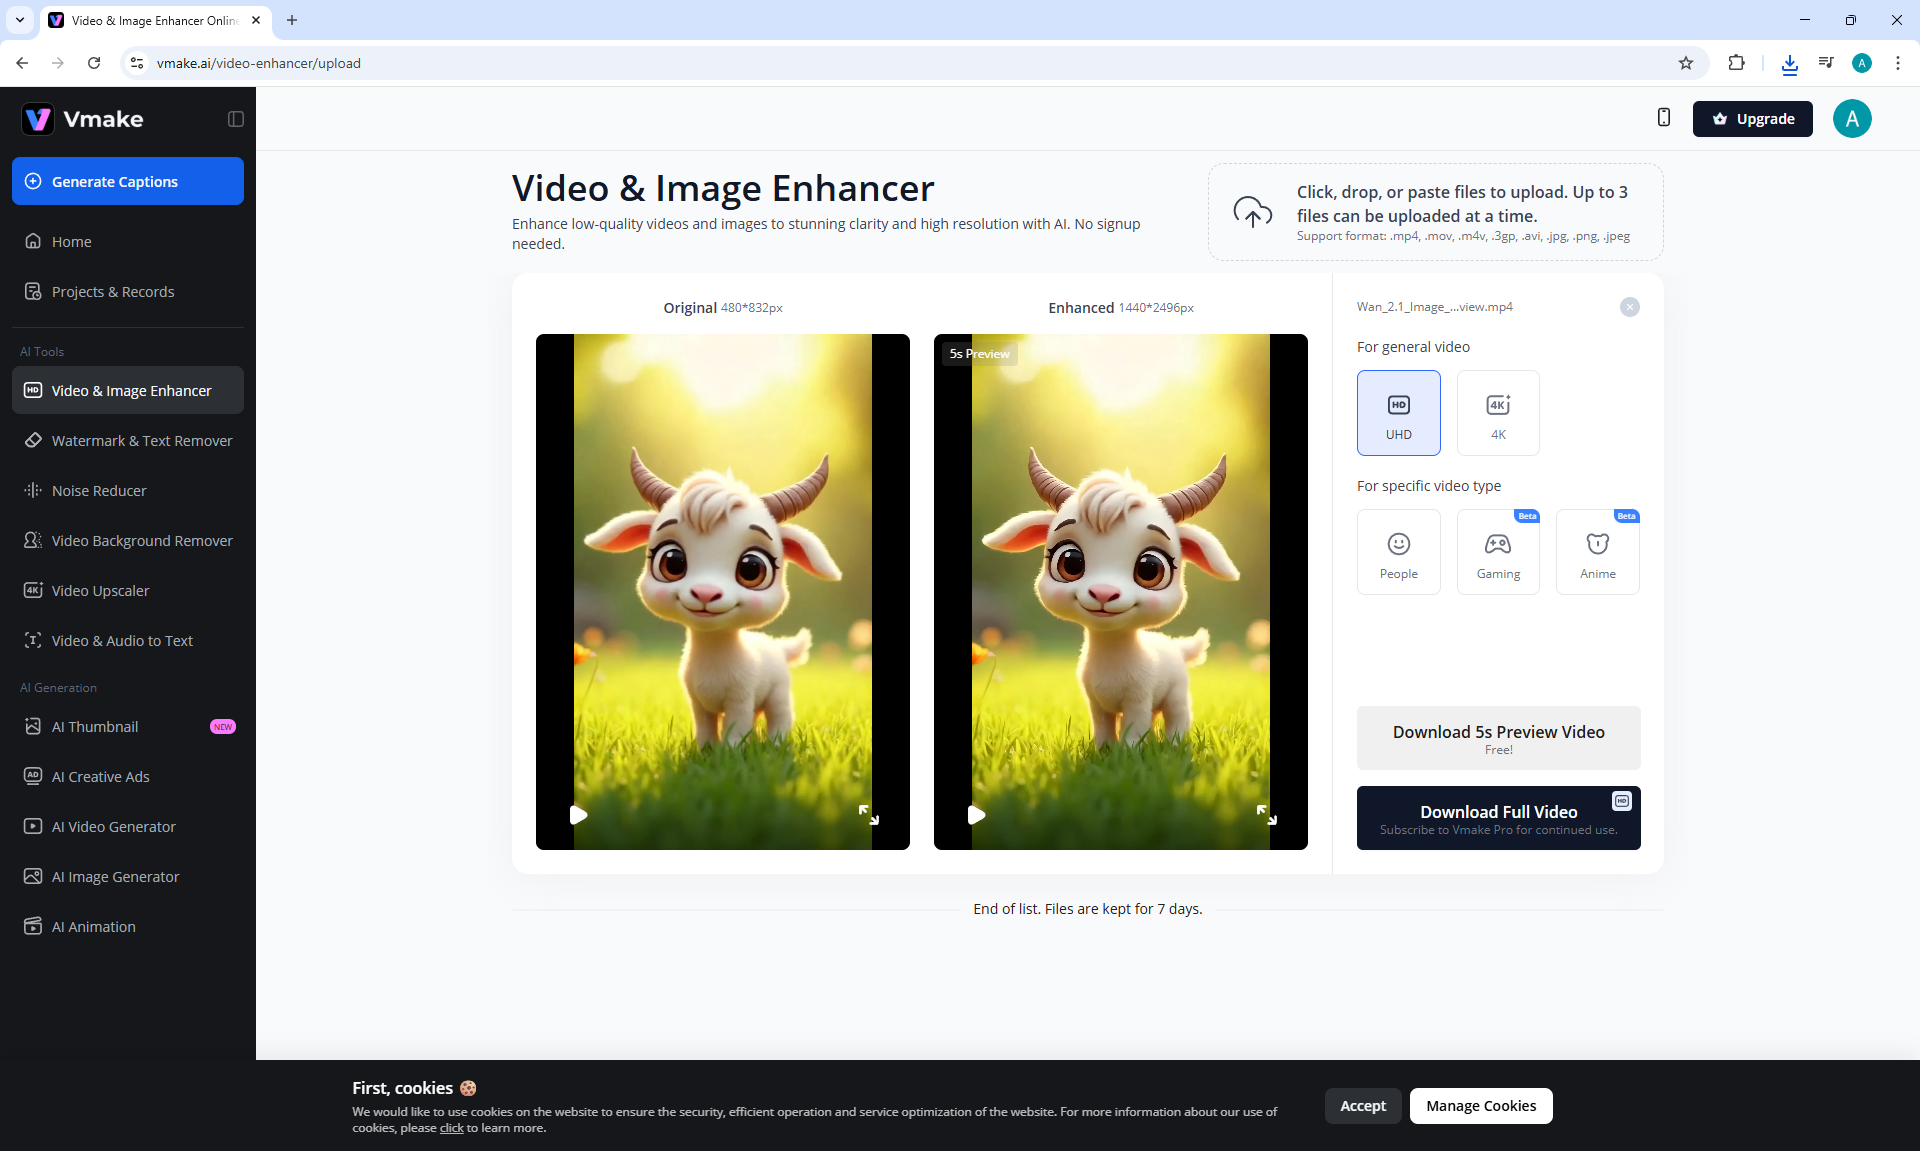 Video & Image Enhancer Online
vmake.ai/video-enhancer/upload
A
Vmake
Upgrade
A
Generate Captions
Home
Projects & Records
AI Tools
HD Video & Image Enhancer
Watermark & Text Remover
Noise Reducer
Video Background Remover
4K Video Upscaler
T Video & Audio to Text
AI Generation
AI Thumbnail NEW
AD AI Creative Ads
AI Video Generator
AI Image Generator
AI Animation
Video & Image Enhancer
Enhance low-quality videos and images to stunning clarity and high resolution with AI. No signup
needed.
Click, drop, or paste files to upload. Up to 3
files can be uploaded at a time.
Support format: .mp4, .mov, .m4v, .3gp, .avi, .jpg, .png, .jpeg
Original 480*832px
Enhanced 1440*2496px
5s Preview
Wan_2.1_Image_...view.mp4
For general video
HD
UHD
4K
4K
For specific video type
People
Beta
Gaming
Beta
Anime
Download 5s Preview Video
Free!
HD
Download Full Video
Subscribe to Vmake Pro for continued use.
End of list. Files are kept for 7 days.
First, cookies 🍪
We would like to use cookies on the website to ensure the security, efficient operation and service optimization of the website. For more information about our use of
cookies, please click to learn more.
Accept
Manage Cookies